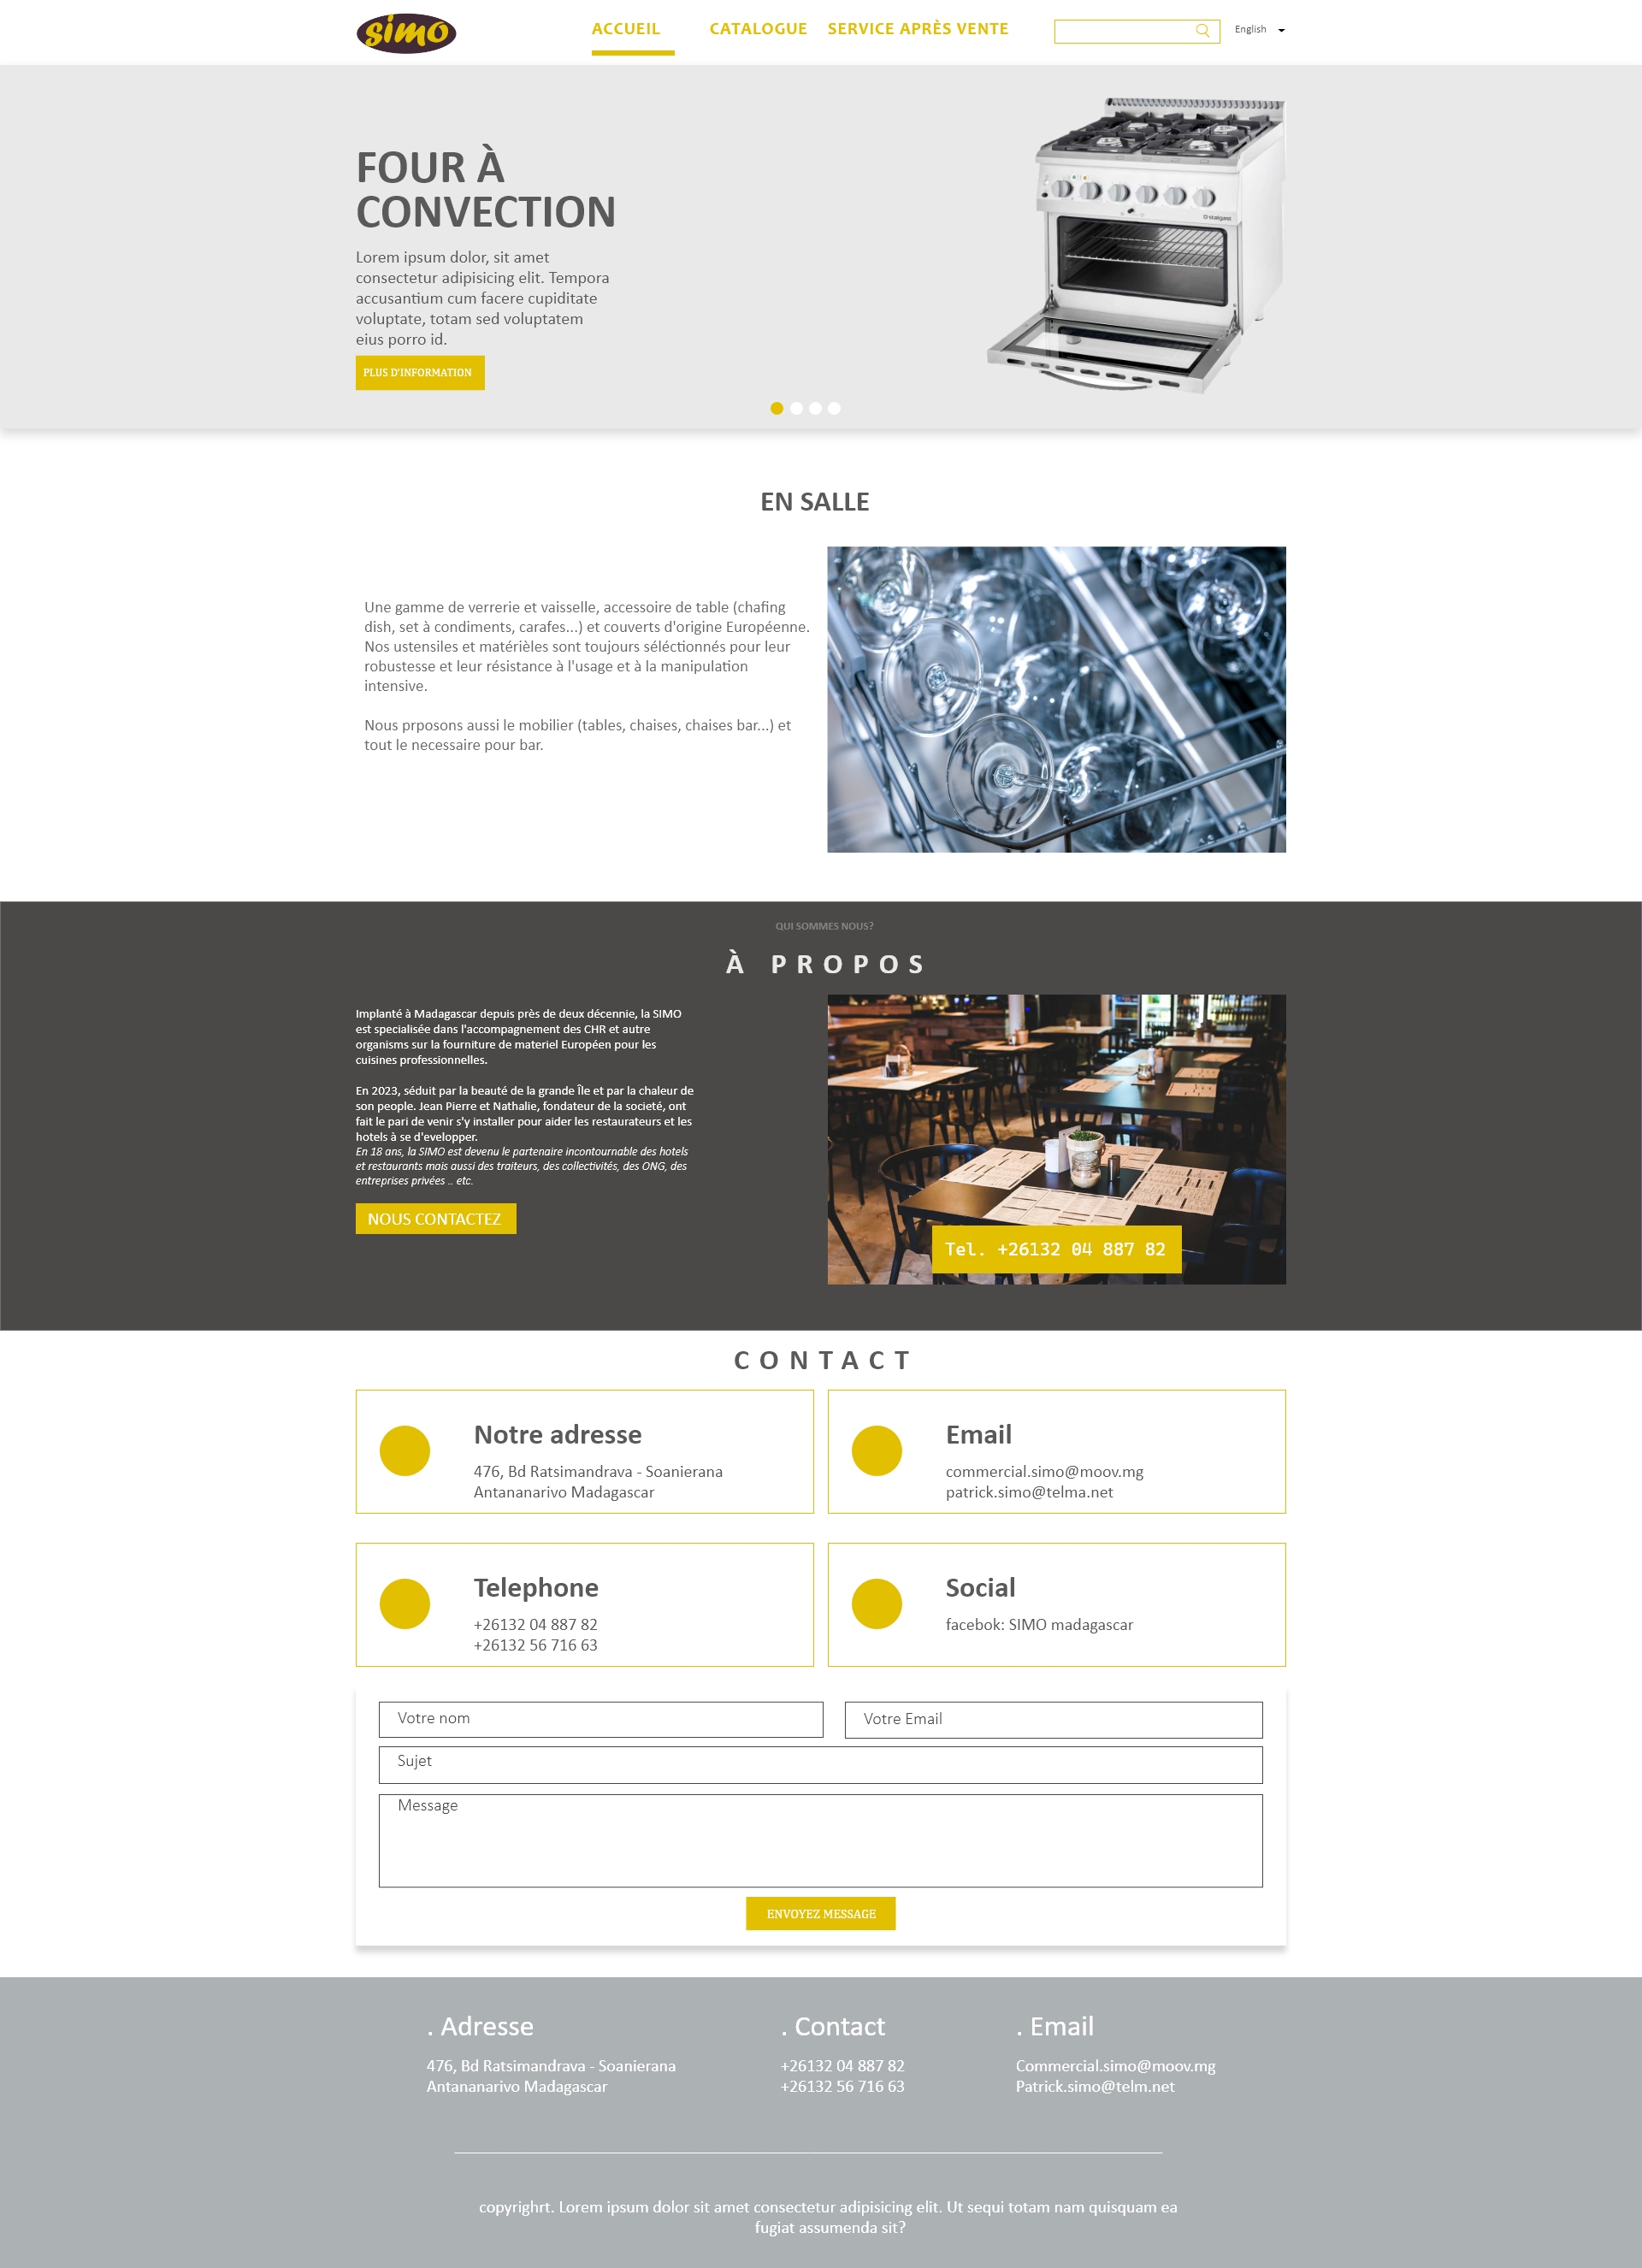 simo
ACCUEIL
CATALOGUE
SERVICE APRÈS VENTE
English
FOUR À
CONVECTION
Lorem ipsum dolor, sit amet
consectetur adipisicing elit. Tempora
accusantium cum facere cupiditate
voluptate, totam sed voluptatem
eius porro id.
PLUS D'INFORMATION
stalgast
EN SALLE
Une gamme de verrerie et vaisselle, accessoire de table (chafing
dish, set à condiments, carafes...) et couverts d'origine Européenne.
Nos ustensiles et matérièles sont toujours séléctionnés pour leur
robustesse et leur résistance à l'usage et à la manipulation
intensive.
Nous prposons aussi le mobilier (tables, chaises, chaises bar...) et
tout le necessaire pour bar.
QUI SOMMES NOUS?
À PROPOS
Implanté à Madagascar depuis près de deux décennie, la SIMO
est specialisée dans l'accompagnement des CHR et autre
organisms sur la fourniture de materiel Européen pour les
cuisines professionnelles.
En 2023, séduit par la beauté de la grande Île et par la chaleur de
son people. Jean Pierre et Nathalie, fondateur de la societé, ont
fait le pari de venir s'y installer pour aider les restaurateurs et les
hotels à se d'evelopper.
En 18 ans, la SIMO est devenu le partenaire incontournable des hotels
et restaurants mais aussi des traiteurs, des collectivités, des ONG, des
entreprises privées .. etc.
NOUS CONTACTEZ
Tel. +26132 04 887 82
CONTACT
Notre adresse
476, Bd Ratsimandrava - Soanierana
Antananarivo Madagascar
Email
commercial.simo@moov.mg
patrick.simo@telma.net
Telephone
+26132 04 887 82
+26132 56 716 63
Social
facebok: SIMO madagascar
Votre nom
Votre Email
Sujet
Message
ENVOYEZ MESSAGE
. Adresse
476, Bd Ratsimandrava - Soanierana
Antananarivo Madagascar
. Contact
+26132 04 887 82
+26132 56 716 63
. Email
Commercial.simo@moov.mg
Patrick.simo@telm.net
copyrighrt. Lorem ipsum dolor sit amet consectetur adipisicing elit. Ut sequi totam nam quisquam ea
fugiat assumenda sit?